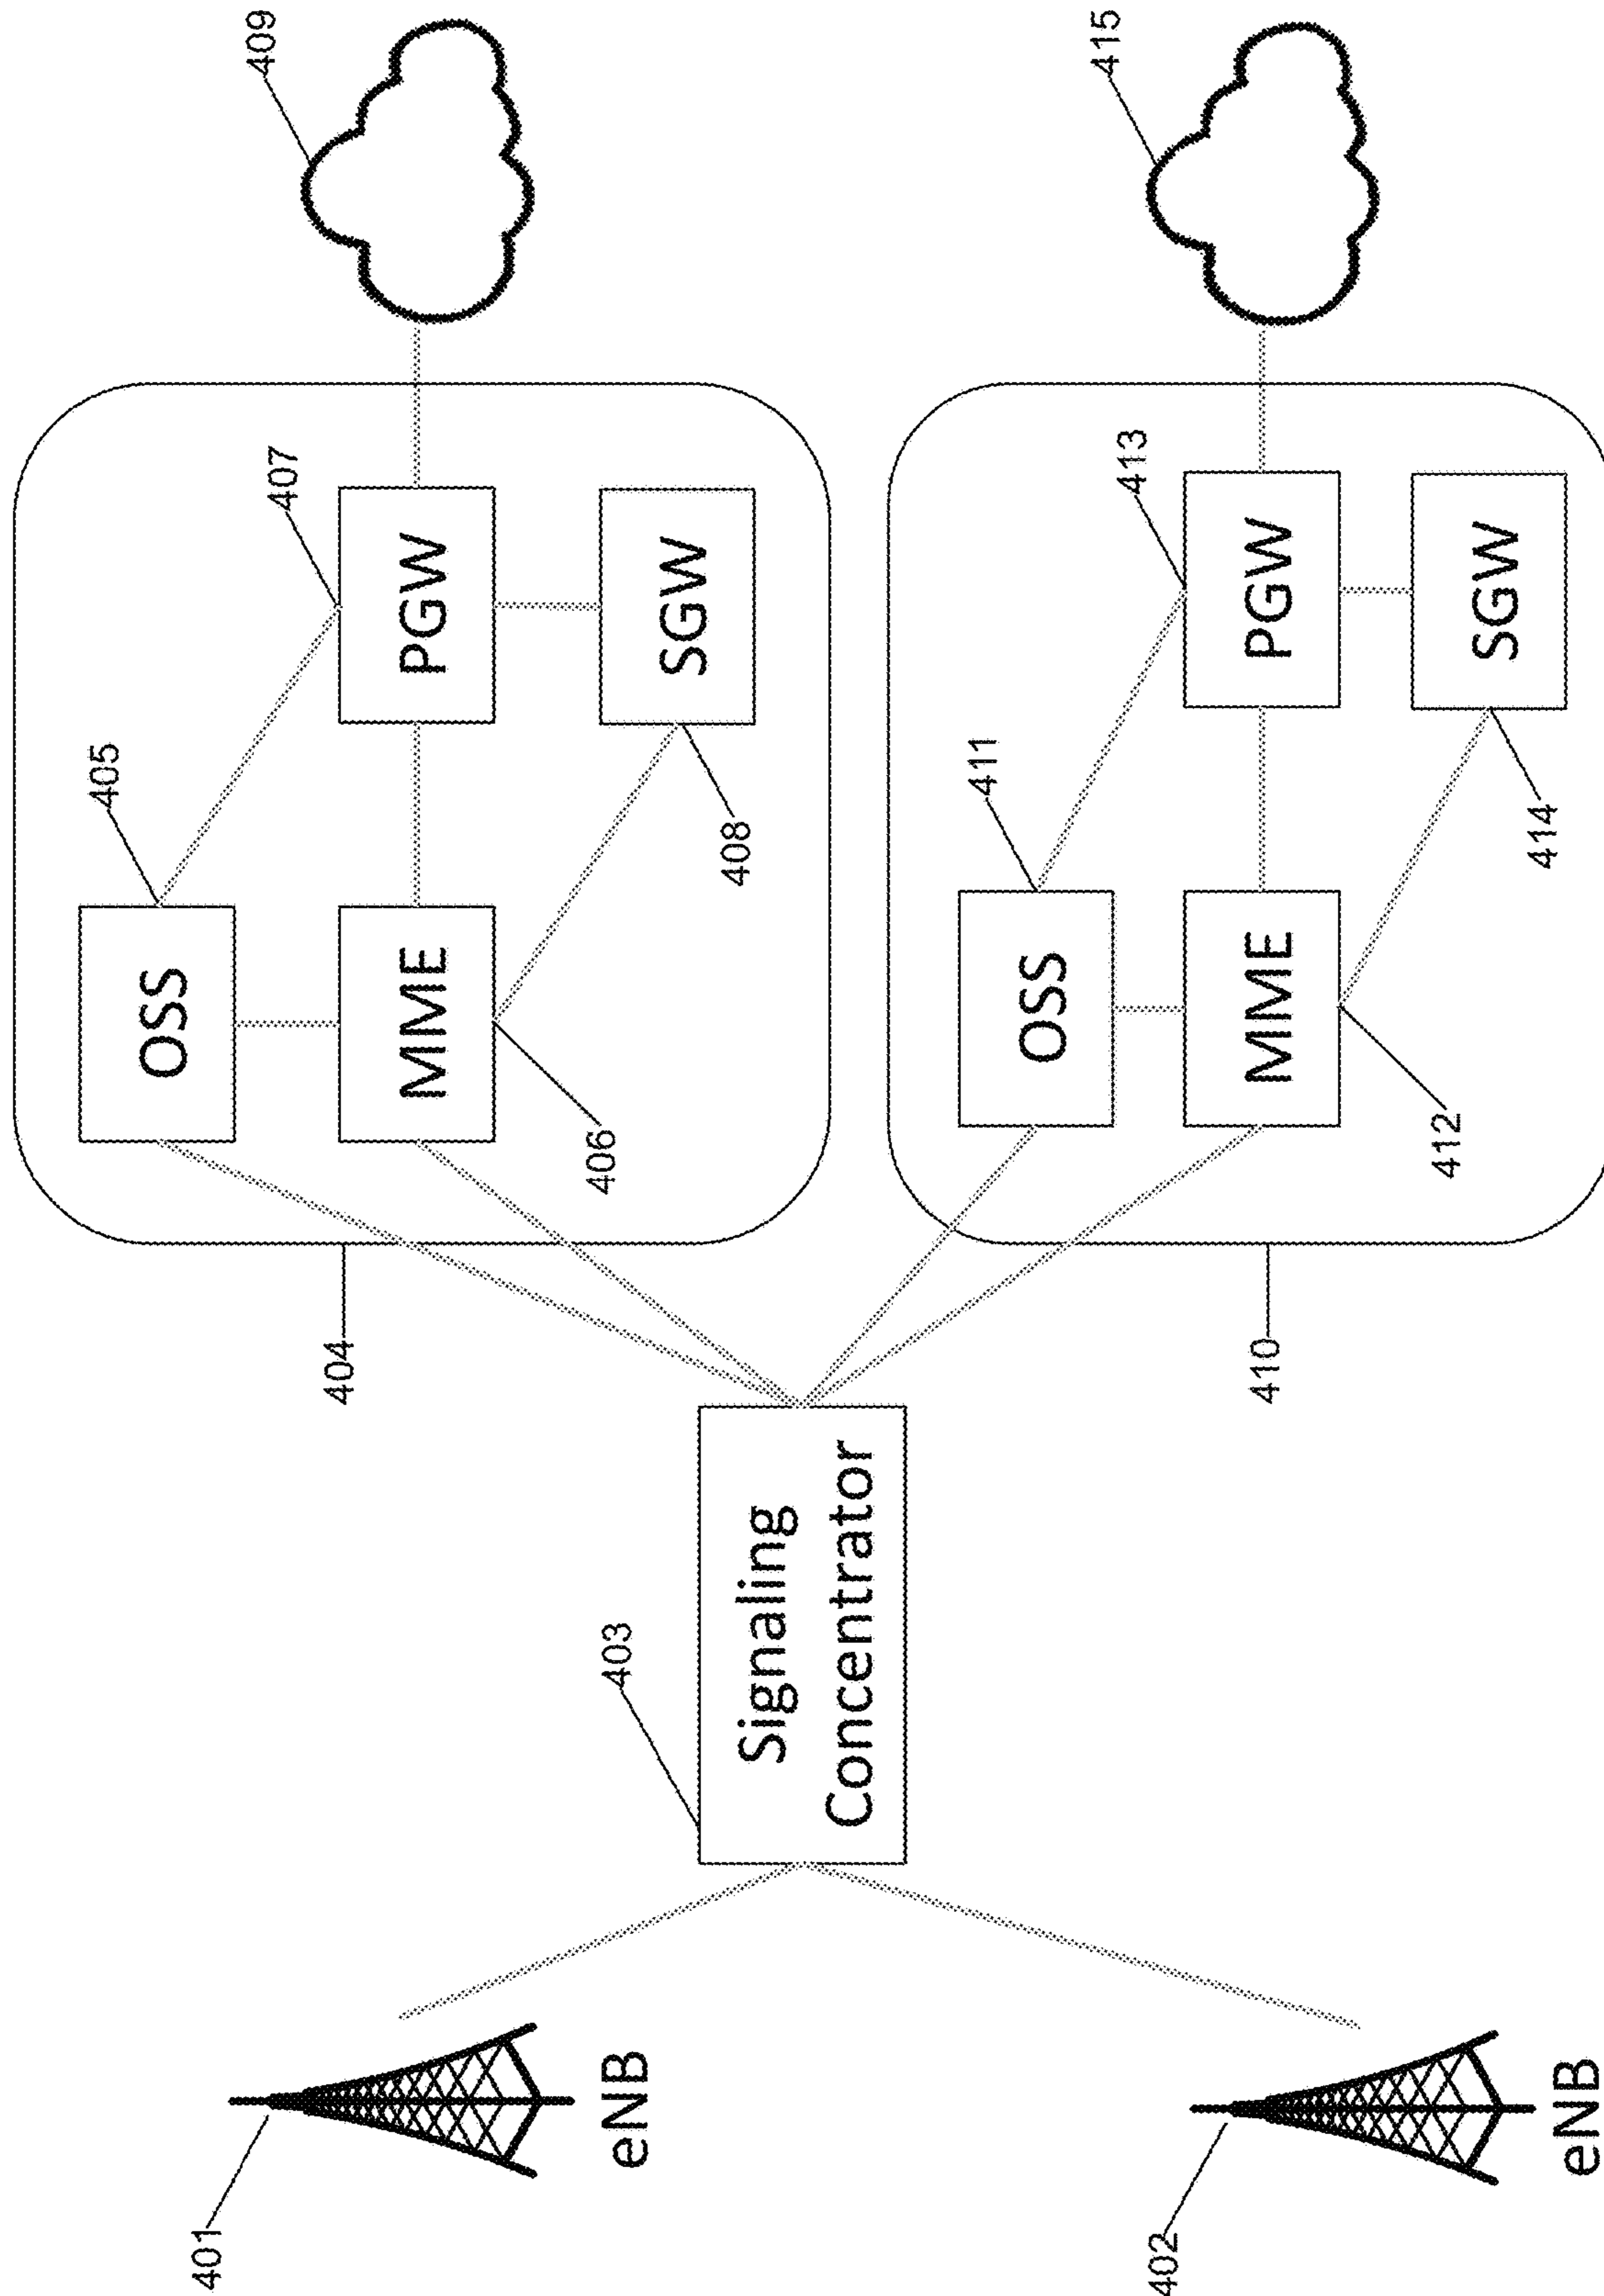 401
eNB
402
eNB
403
Signaling
Concentrator
404
405
OSS
MME
406
407
PGW
SGW
408
409
410
411
OSS
MME
412
413
PGW
SGW
414
415